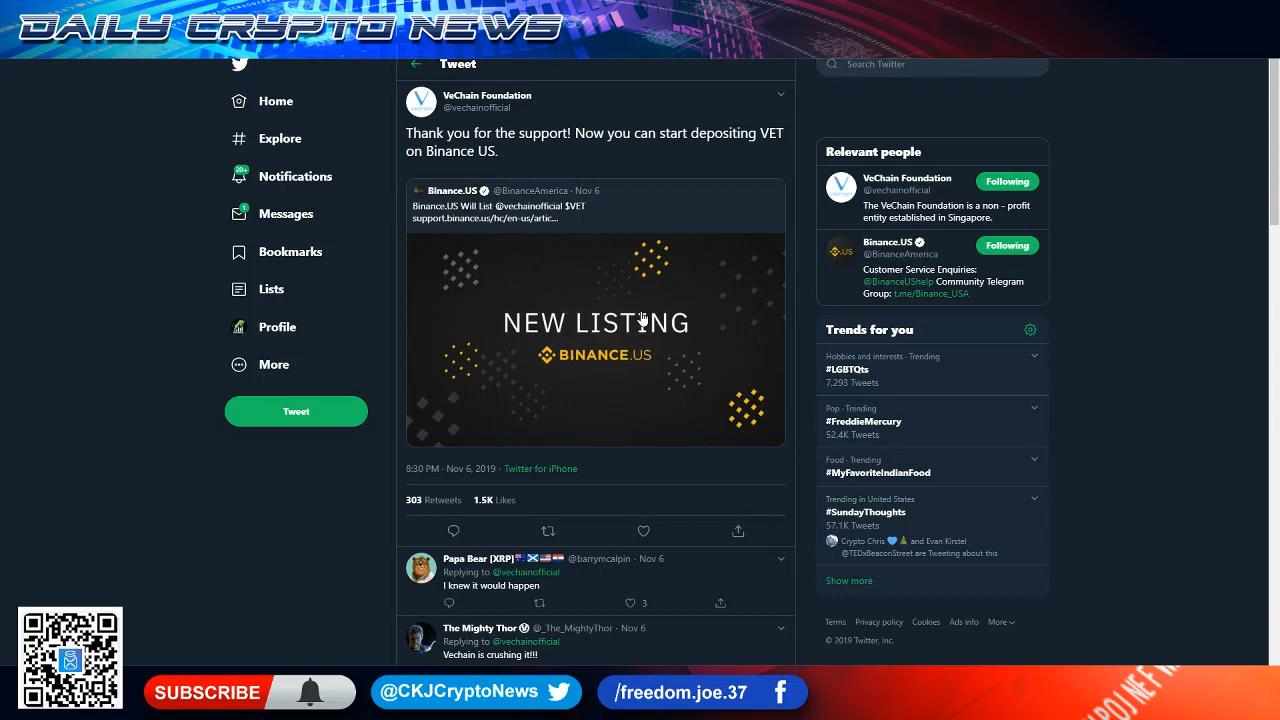 DAILY CRYPTO NEWS
Home
Explore
20+
Notifications
1
Messages
Bookmarks
Lists
Profile
More
Tweet
Tweet
VeChain Foundation
@vechainofficial
Thank you for the support! Now you can start depositing VET
on Binance US.
Binance.US @BinanceAmerica · Nov 6
Binance.US Will List @vechainofficial $VET
support.binance.us/hc/en-us/artic...
NEW LISTING
BINANCE.US
8:30 PM · Nov 6, 2019 · Twitter for iPhone
303 Retweets 1.5K Likes
Papa Bear [XRP] @barrymcalpin · Nov 6
Replying to @vechainofficial
I knew it would happen
3
The Mighty Thor @_The_MightyThor · Nov 6
Replying to @vechainofficial
Vechain is crushing it!!!
Search Twitter
Relevant people
VeChain Foundation
@vechainofficial
Following
The VeChain Foundation is a non - profit
entity established in Singapore.
Binance.US
@BinanceAmerica
Following
Customer Service Enquiries:
@BinanceUShelp Community Telegram
Group: t.me/Binance_USA
Trends for you
Hobbies and interests · Trending
#LGBTQts
7,293 Tweets
Pop · Trending
#FreddieMercury
52.4K Tweets
Food · Trending
#MyFavoriteIndianFood
Trending in United States
#SundayThoughts
57.1K Tweets
Crypto Chris and Evan Kirstel
@TEDxBeaconStreet are Tweeting about this
Show more
Terms Privacy policy Cookies Ads info More
© 2019 Twitter, Inc.
SUBSCRIBE
@CKJCryptoNews
/freedom.joe.37